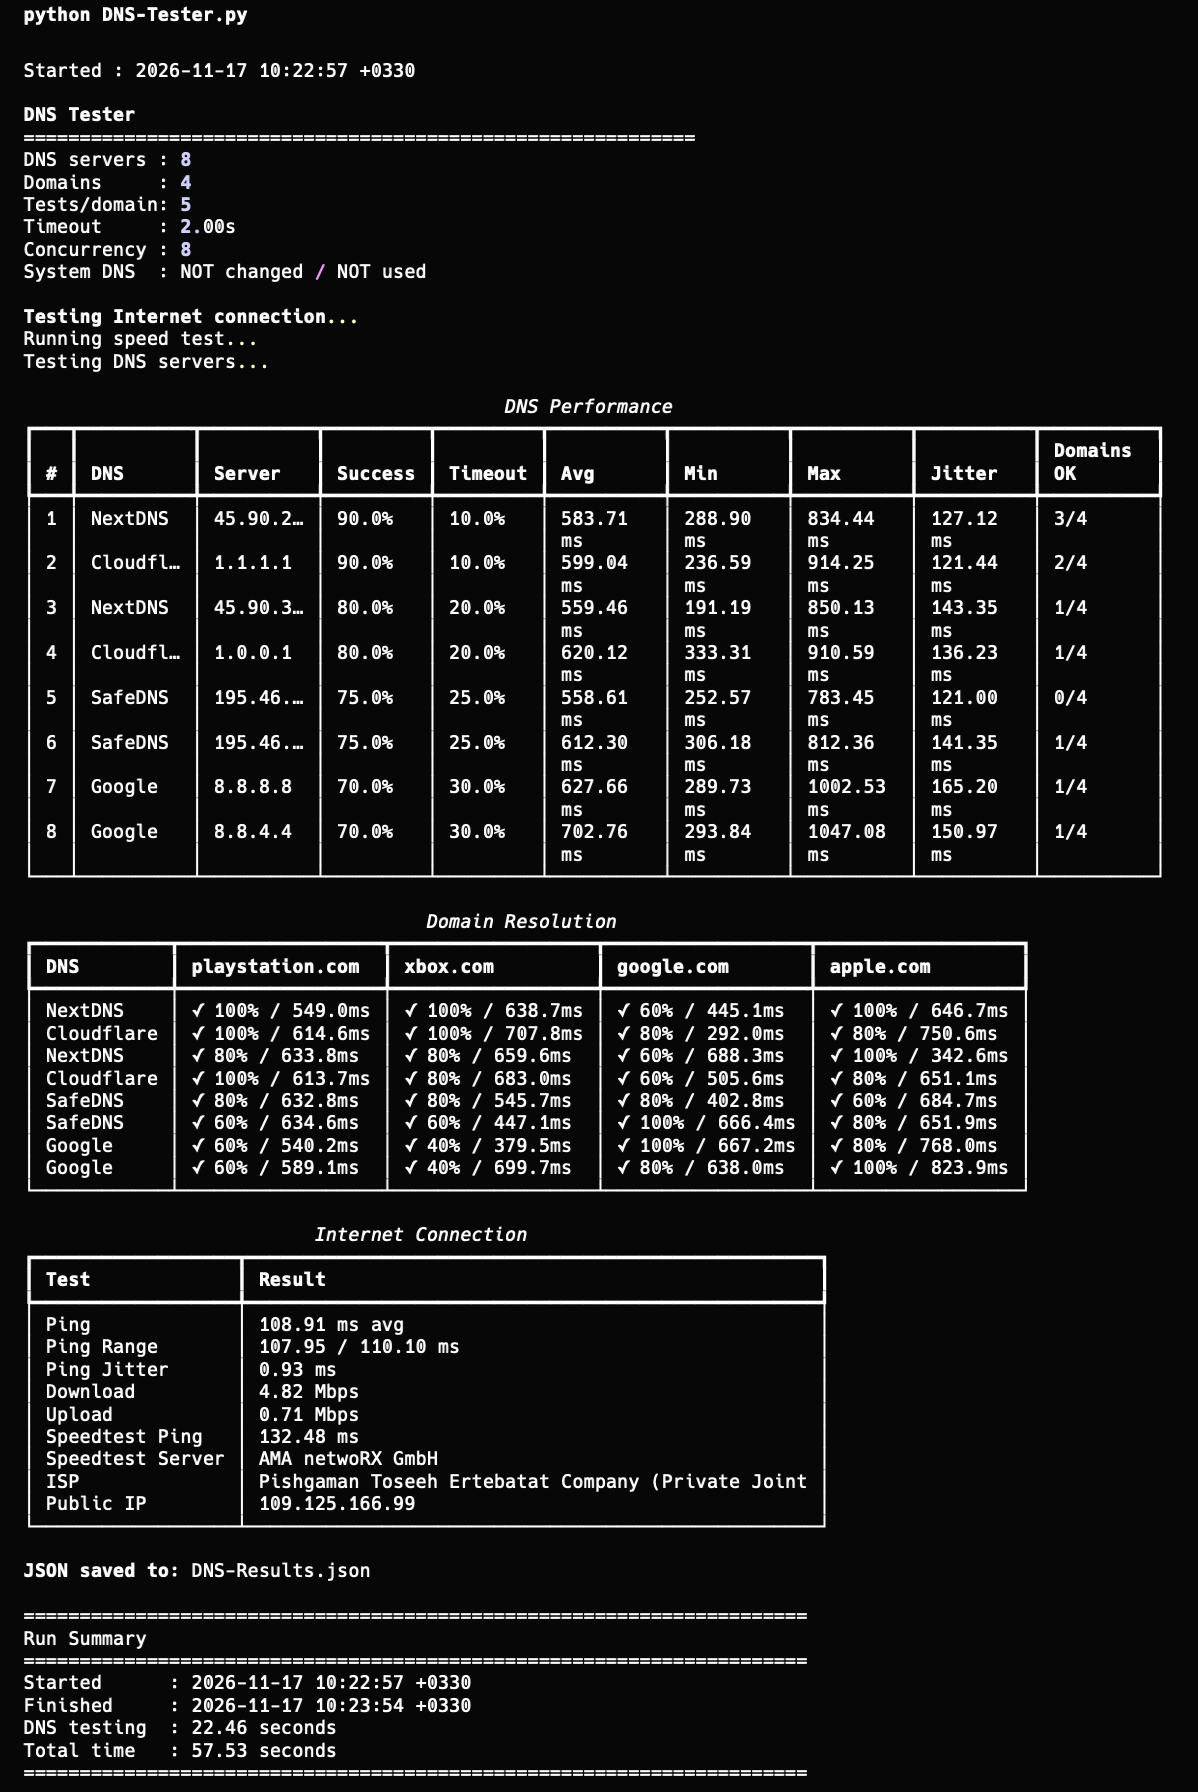 python DNS-Tester.py
Started : 2026-11-17 10:22:57 +0330
DNS Tester
============================================================
DNS servers : 8
Domains     : 4
Tests/domain: 5
Timeout     : 2.00s
Concurrency : 8
System DNS  : NOT changed / NOT used
Testing Internet connection...
Running speed test...
Testing DNS servers...
DNS Performance
Domains
# DNS Server Success Timeout Avg Min Max Jitter OK
1 NextDNS 45.90.2… 90.0% 10.0% 583.71 288.90 834.44 127.12 3/4
ms ms ms ms
2 Cloudfl… 1.1.1.1 90.0% 10.0% 599.04 236.59 914.25 121.44 2/4
ms ms ms ms
3 NextDNS 45.90.3… 80.0% 20.0% 559.46 191.19 850.13 143.35 1/4
ms ms ms ms
4 Cloudfl… 1.0.0.1 80.0% 20.0% 620.12 333.31 910.59 136.23 1/4
ms ms ms ms
5 SafeDNS 195.46.… 75.0% 25.0% 558.61 252.57 783.45 121.00 0/4
ms ms ms ms
6 SafeDNS 195.46.… 75.0% 25.0% 612.30 306.18 812.36 141.35 1/4
ms ms ms ms
7 Google 8.8.8.8 70.0% 30.0% 627.66 289.73 1002.53 165.20 1/4
ms ms ms ms
8 Google 8.8.4.4 70.0% 30.0% 702.76 293.84 1047.08 150.97 1/4
ms ms ms ms
Domain Resolution
DNS playstation.com xbox.com google.com apple.com
NextDNS ✓ 100% / 549.0ms ✓ 100% / 638.7ms ✓ 60% / 445.1ms ✓ 100% / 646.7ms
Cloudflare ✓ 100% / 614.6ms ✓ 100% / 707.8ms ✓ 80% / 292.0ms ✓ 80% / 750.6ms
NextDNS ✓ 80% / 633.8ms ✓ 80% / 659.6ms ✓ 60% / 688.3ms ✓ 100% / 342.6ms
Cloudflare ✓ 100% / 613.7ms ✓ 80% / 683.0ms ✓ 60% / 505.6ms ✓ 80% / 651.1ms
SafeDNS ✓ 80% / 632.8ms ✓ 80% / 545.7ms ✓ 80% / 402.8ms ✓ 60% / 684.7ms
SafeDNS ✓ 60% / 634.6ms ✓ 60% / 447.1ms ✓ 100% / 666.4ms ✓ 80% / 651.9ms
Google ✓ 60% / 540.2ms ✓ 40% / 379.5ms ✓ 100% / 667.2ms ✓ 80% / 768.0ms
Google ✓ 60% / 589.1ms ✓ 40% / 699.7ms ✓ 80% / 638.0ms ✓ 100% / 823.9ms
Internet Connection
Test Result
Ping 108.91 ms avg
Ping Range 107.95 / 110.10 ms
Ping Jitter 0.93 ms
Download 4.82 Mbps
Upload 0.71 Mbps
Speedtest Ping 132.48 ms
Speedtest Server AMA netwoRX GmbH
ISP Pishgaman Toseeh Ertebatat Company (Private Joint
Public IP 109.125.166.99
JSON saved to: DNS-Results.json
======================================================================
Run Summary
======================================================================
Started      : 2026-11-17 10:22:57 +0330
Finished     : 2026-11-17 10:23:54 +0330
DNS testing  : 22.46 seconds
Total time   : 57.53 seconds
======================================================================